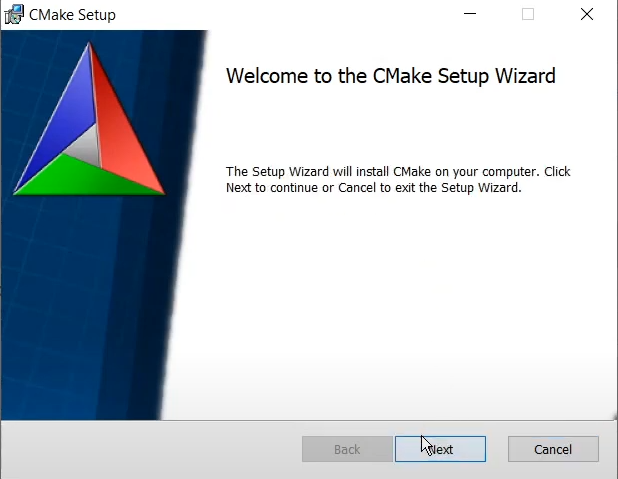 CMake Setup
Welcome to the CMake Setup Wizard
The Setup Wizard will install CMake on your computer. Click
Next to continue or Cancel to exit the Setup Wizard.
Back
Next
Cancel